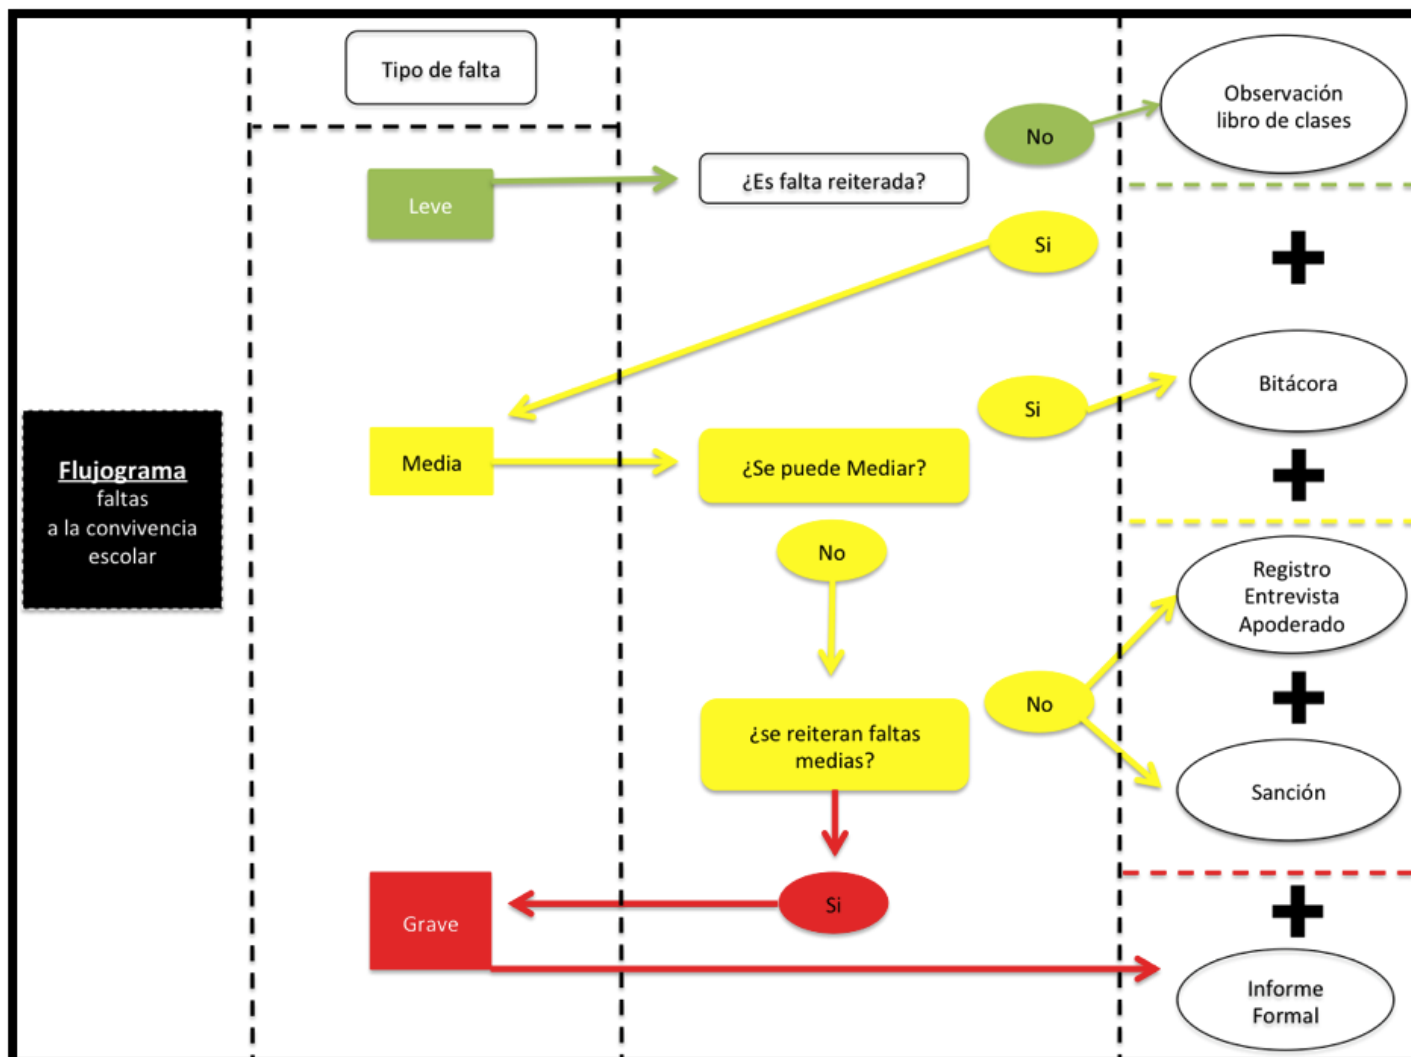 Tipo de falta
Observación
libro de clases
No
¿Es falta reiterada?
Leve
Si
Bitácora
Si
Flujograma
faltas
a la convivencia
escolar
Media
¿Se puede Mediar?
No
Registro
Entrevista
Apoderado
No
¿se reiteran faltas
medias?
Sanción
Grave
Si
Informe
Formal